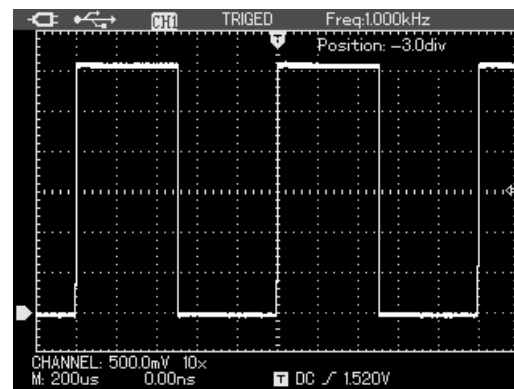 CH1 TRIGED Freq:1.000kHz
T Position: -3.0div
CHANNEL: 500.0mV 10×
M: 200us 0.00ns T DC 1.520V